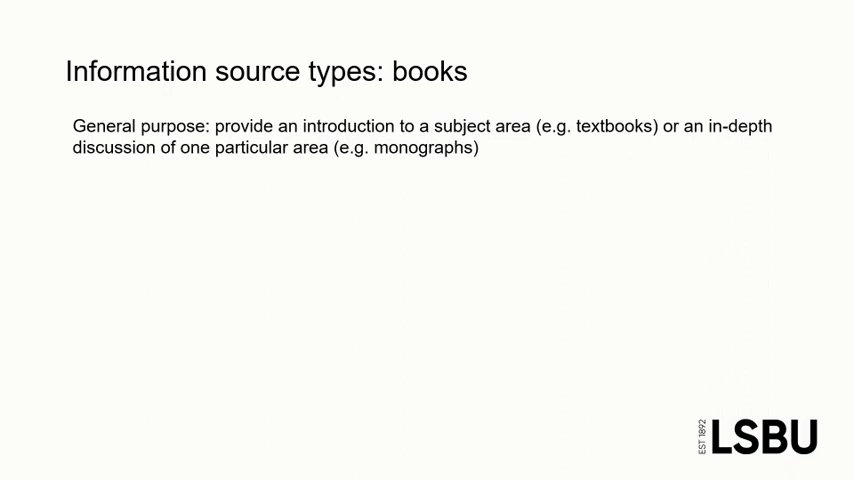 Information source types: books
General purpose: provide an introduction to a subject area (e.g. textbooks) or an in-depth
discussion of one particular area (e.g. monographs)
EST 1892
LSBU